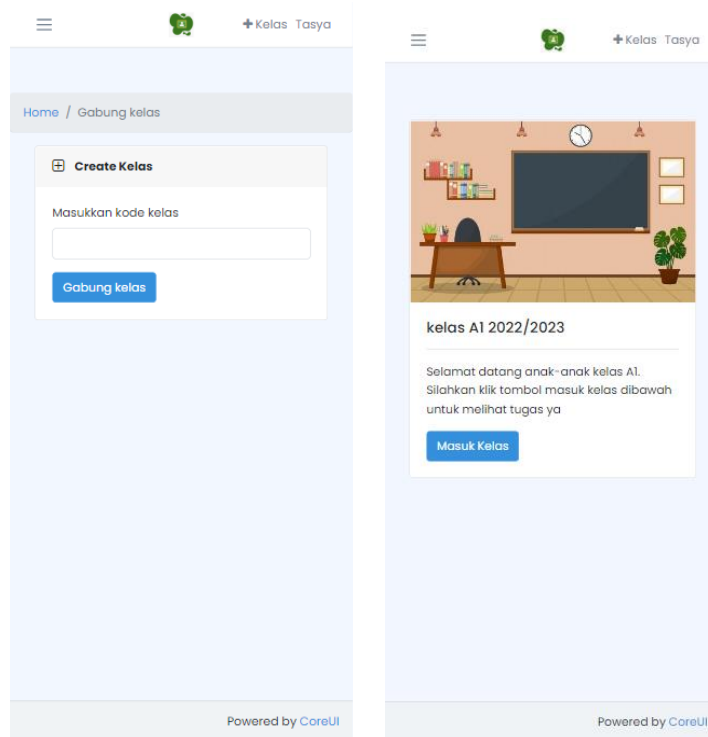 +Kelas Tasya
Home / Gabung kelas
Create Kelas
Masukkan kode kelas
Gabung kelas
Powered by CoreUI
+Kelas Tasya
kelas A1 2022/2023
Selamat datang anak-anak kelas A1.
Silahkan klik tombol masuk kelas dibawah
untuk melihat tugas ya
Masuk Kelas
Powered by CoreUI